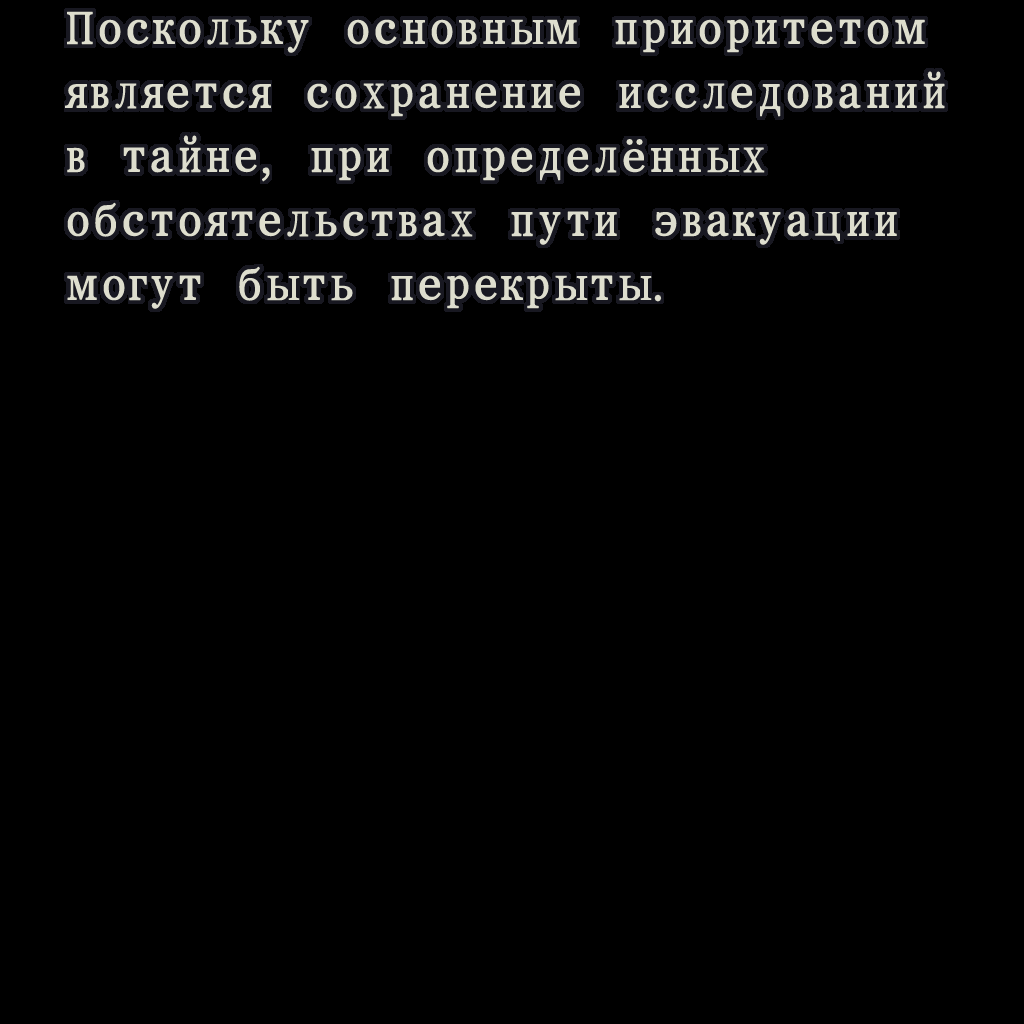 Поскольку основным приоритетом
является сохранение исследований
в тайне, при определённых
обстоятельствах пути эвакуации
могут быть перекрыты.